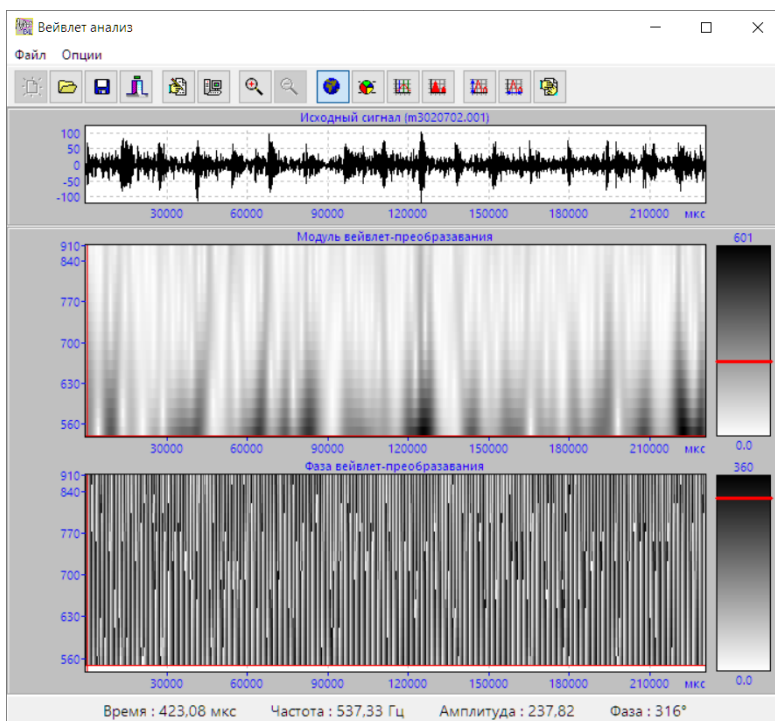 Вейвлет анализ
Файл Опции
Исходный сигнал (m3020702.001)
100
50
0
-50
-100
30000 60000 90000 120000 150000 180000 210000 мкс
Модуль вейвлет-преобразавания
601
910
840
770
700
630
560
0.0
30000 60000 90000 120000 150000 180000 210000 мкс
Фаза вейвлет-преобразавания
360
910
840
770
700
630
560
0.0
30000 60000 90000 120000 150000 180000 210000 мкс
Время : 423,08 мкс Частота : 537,33 Гц Амплитуда : 237,82 Фаза : 316°